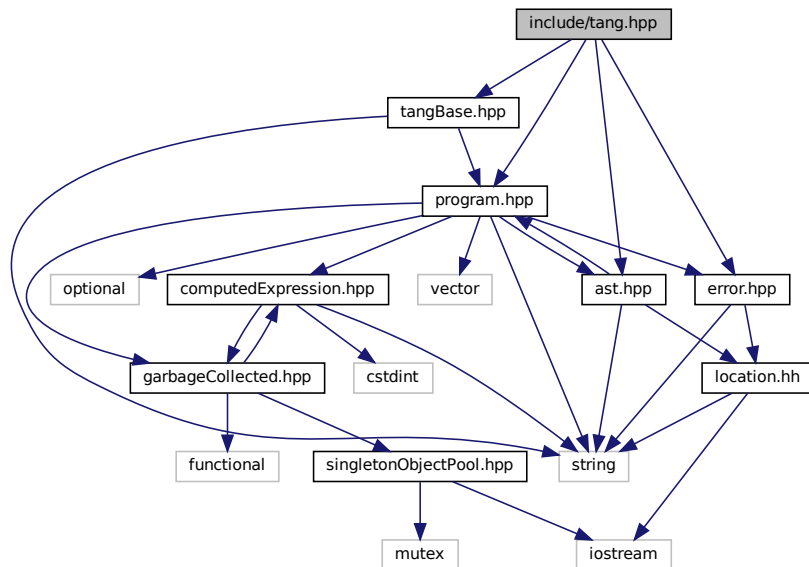 include/tang.hpp
tangBase.hpp
program.hpp
optional
computedExpression.hpp
vector
ast.hpp
error.hpp
garbageCollected.hpp
cstdint
location.hh
functional
singletonObjectPool.hpp
string
mutex
iostream